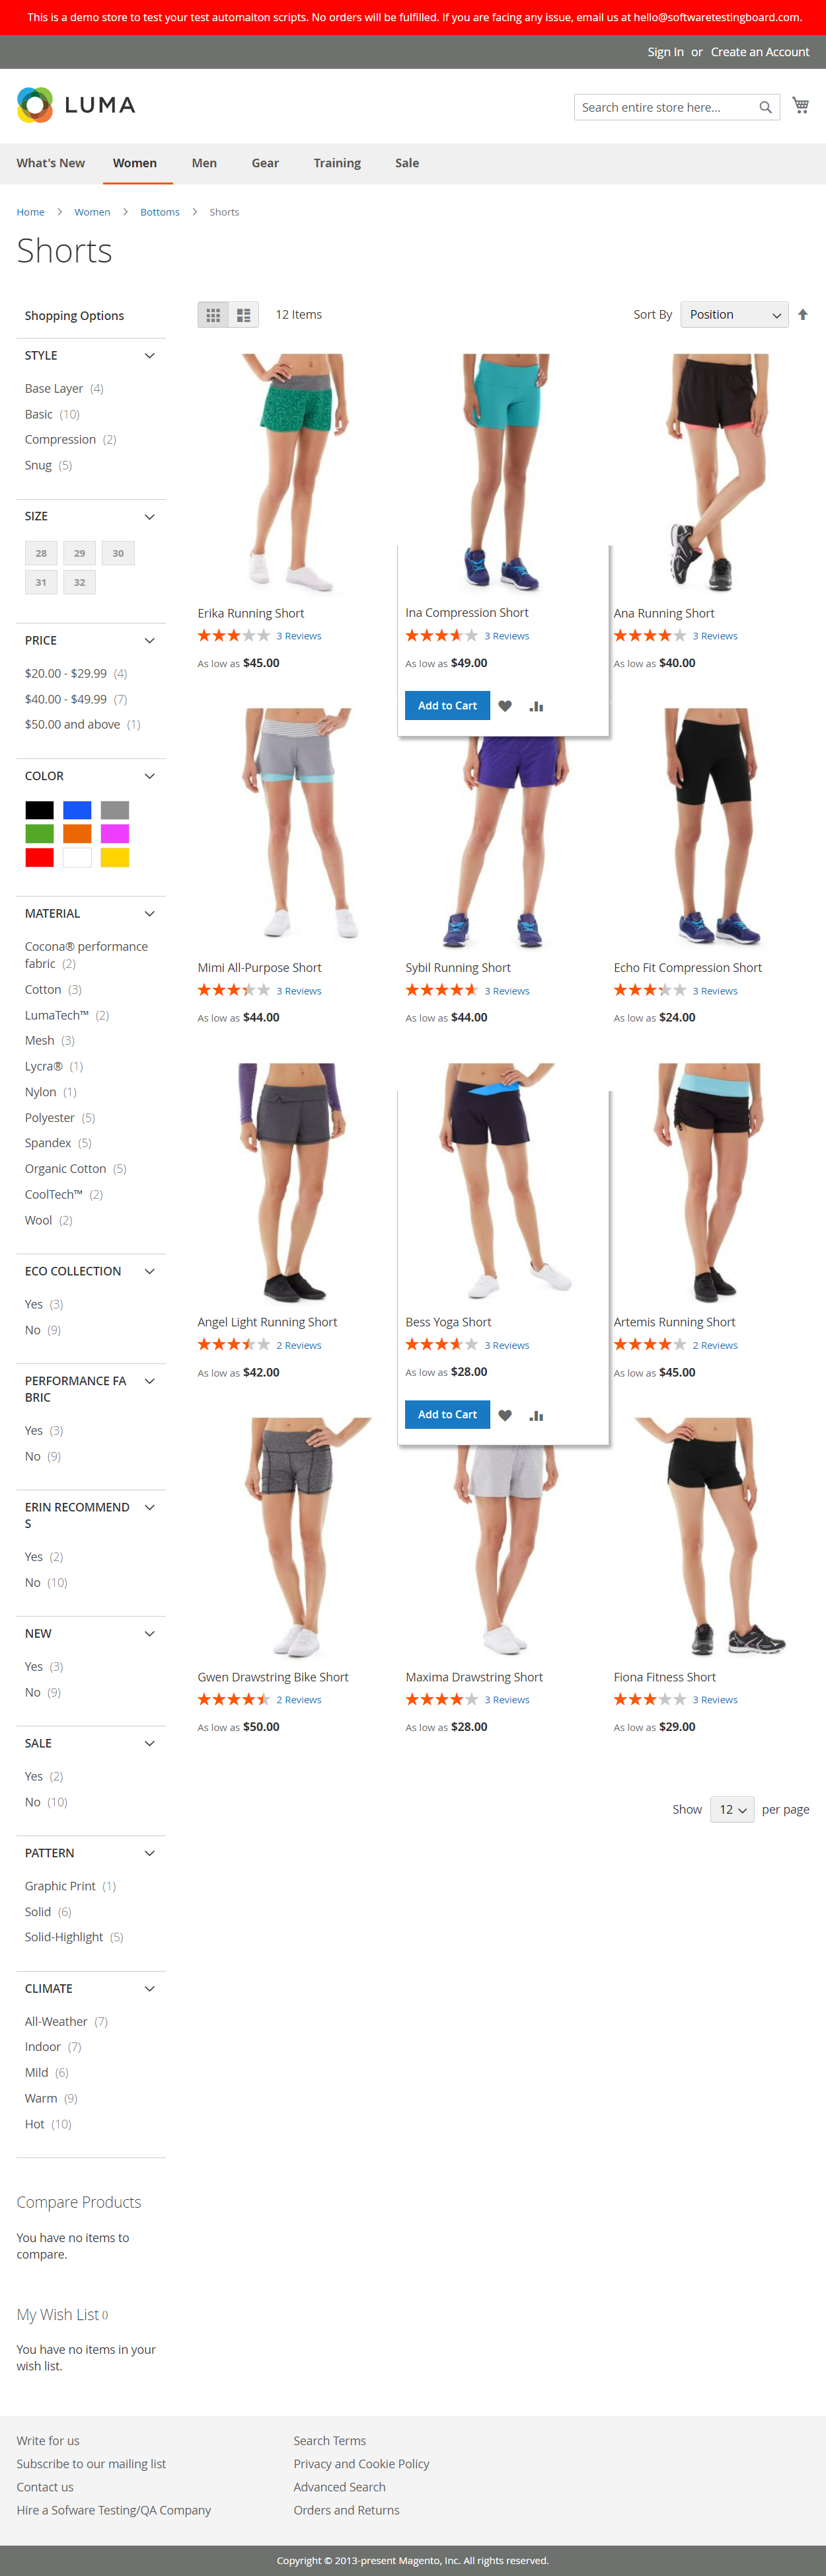 This is a demo store to test your test automaiton scripts. No orders will be fulfilled. If you are facing any issue, email us at hello@softwaretestingboard.com.
Sign In or Create an Account
LUMA
Search entire store here...
What's New Women Men Gear Training Sale
Home > Women > Bottoms > Shorts
Shorts
Shopping Options
STYLE
Base Layer (4)
Basic (10)
Compression (2)
Snug (5)
SIZE
28 29 30
31 32
PRICE
$20.00 - $29.99 (4)
$40.00 - $49.99 (7)
$50.00 and above (1)
COLOR
MATERIAL
Cocona® performance
fabric (2)
Cotton (3)
LumaTech™ (2)
Mesh (3)
Lycra® (1)
Nylon (1)
Polyester (5)
Spandex (5)
Organic Cotton (5)
CoolTech™ (2)
Wool (2)
ECO COLLECTION
Yes (3)
No (9)
PERFORMANCE FA
BRIC
Yes (3)
No (9)
ERIN RECOMMEND
S
Yes (2)
No (10)
NEW
Yes (3)
No (9)
SALE
Yes (2)
No (10)
PATTERN
Graphic Print (1)
Solid (6)
Solid-Highlight (5)
CLIMATE
All-Weather (7)
Indoor (7)
Mild (6)
Warm (9)
Hot (10)
Compare Products
You have no items to
compare.
My Wish List ()
You have no items in your
wish list.
12 Items
Sort By Position
Erika Running Short
3 Reviews
As low as $45.00
Ina Compression Short
3 Reviews
As low as $49.00
Add to Cart
Ana Running Short
3 Reviews
As low as $40.00
Mimi All-Purpose Short
3 Reviews
As low as $44.00
Sybil Running Short
3 Reviews
As low as $44.00
Echo Fit Compression Short
3 Reviews
As low as $24.00
Angel Light Running Short
2 Reviews
As low as $42.00
Bess Yoga Short
3 Reviews
As low as $28.00
Add to Cart
Artemis Running Short
2 Reviews
As low as $45.00
Gwen Drawstring Bike Short
2 Reviews
As low as $50.00
Maxima Drawstring Short
3 Reviews
As low as $28.00
Fiona Fitness Short
3 Reviews
As low as $29.00
Show 12 per page
Write for us
Subscribe to our mailing list
Contact us
Hire a Sofware Testing/QA Company
Search Terms
Privacy and Cookie Policy
Advanced Search
Orders and Returns
Copyright © 2013-present Magento, Inc. All rights reserved.